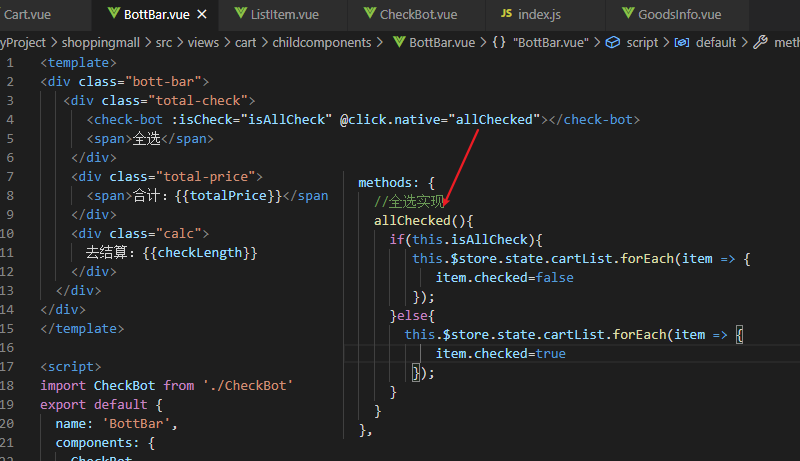 Cart.vue BottBar.vue × ListItem.vue CheckBot.vue JS index.js GoodsInfo.vue
yProject > shoppingmall > src > views > cart > childcomponents > BottBar.vue > {} "BottBar.vue" > script > default > meth
1 <template>
2 <div class="bott-bar">
3 <div class="total-check">
4 <check-bot :isCheck="isAllCheck" @click.native="allChecked"></check-bot>
5 <span>全选</span>
6 </div>
7 <div class="total-price">
8 <span>合计：{{totalPrice}}</span
9 </div>
10 <div class="calc">
11 去结算：{{checkLength}}
12 </div>
13 </div>
14 </div>
15 </template>
16
17 <script>
18 import CheckBot from './CheckBot'
19 export default {
20 name: 'BottBar',
21 components: {
CheckBot
methods: {
//全选实现
allChecked(){
if(this.isAllCheck){
this.$store.state.cartList.forEach(item => {
item.checked=false
});
}else{
this.$store.state.cartList.forEach(item => {
item.checked=true
});
}
}
},